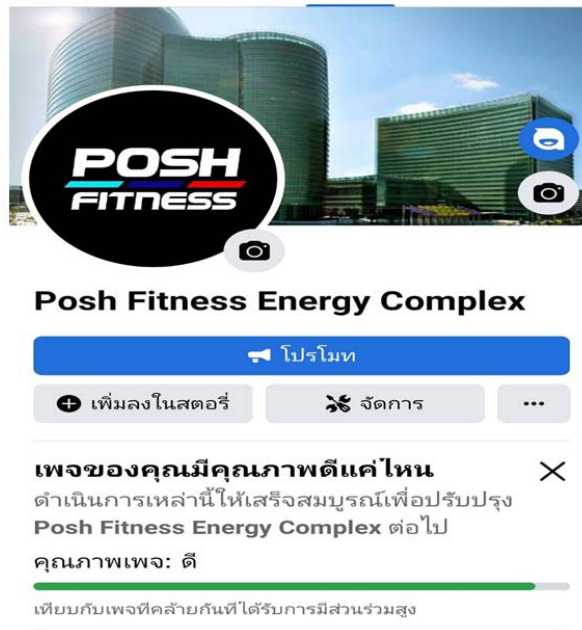 POSH
FITNESS
Posh Fitness Energy Complex
โปรโมท
เพิ่มลงในสตอรี่
จัดการ
เพจของคุณมีคุณภาพดีแค่ไหน
ดำเนินการเหล่านี้ให้เสร็จสมบูรณ์เพื่อปรับปรุง
Posh Fitness Energy Complex ต่อไป
คุณภาพเพจ: ดี
เทียบกับเพจที่คล้ายกันที่ได้รับการมีส่วนร่วมสูง